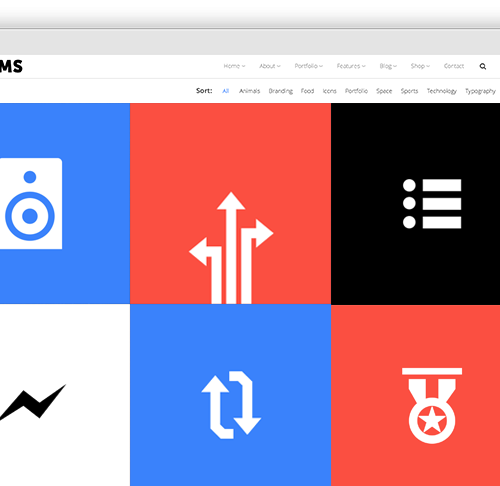 MS
Home About Portfolio Features Blog Shop Contact
Sort: All Animals Branding Food Icons Portfolio Space Sports Technology Typography